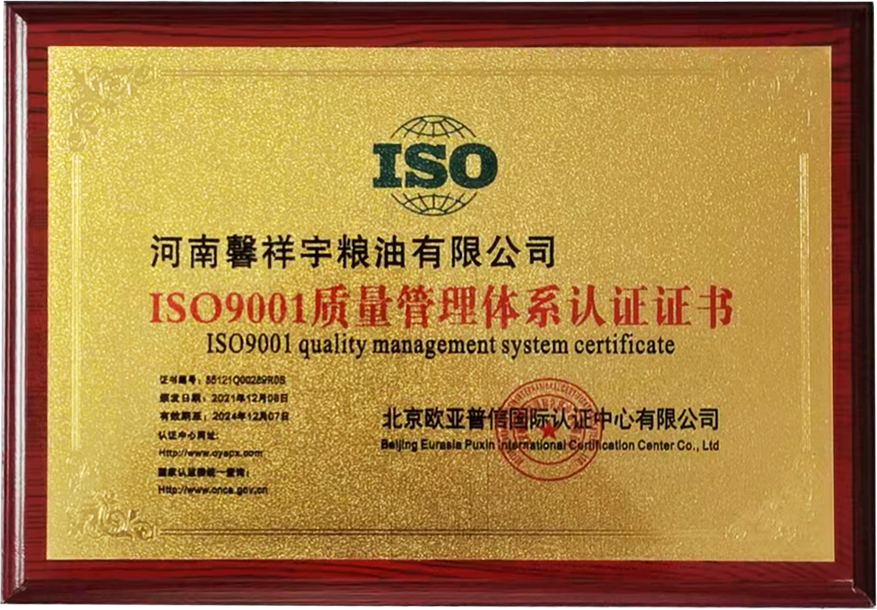 ISO
河南馨祥宇粮油有限公司
ISO9001质量管理体系认证证书
ISO9001 quality management system certificate
证书编号：55121Q00289R0S
颁发日期：2021年12月08日
有效期至：2024年12月07日
认证中心网址：
Http://www.oyapx.com
国家认监委统一查询：
Http://www.cnca.gov.cn
北京欧亚普信国际认证中心有限公司
Beijing Eurasia Puxin International Certification Center Co., Ltd